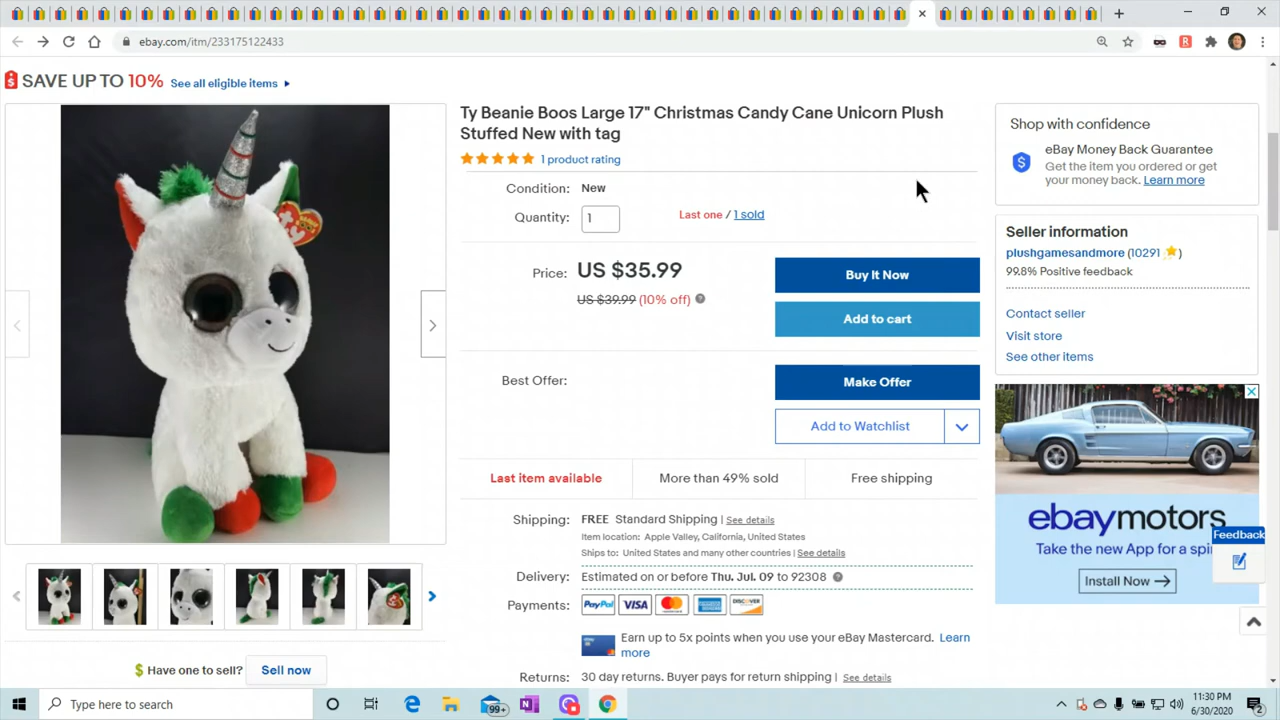 ebay.com/itm/233175122433
SAVE UP TO 10% See all eligible items
Ty Beanie Boos Large 17" Christmas Candy Cane Unicorn Plush
Stuffed New with tag
1 product rating
Condition: New
Quantity: 1
Last one / 1 sold
Price: US $35.99
US $39.99 (10% off)
Buy It Now
Add to cart
Best Offer:
Make Offer
Add to Watchlist
Last item available
More than 49% sold
Free shipping
Shipping: FREE Standard Shipping | See details
Item location: Apple Valley, California, United States
Ships to: United States and many other countries | See details
Delivery: Estimated on or before Thu. Jul. 09 to 92308
Payments: PayPal VISA
Earn up to 5x points when you use your eBay Mastercard. Learn
more
Returns: 30 day returns. Buyer pays for return shipping | See details
Have one to sell? Sell now
Shop with confidence
eBay Money Back Guarantee
Get the item you ordered or get
your money back. Learn more
Seller information
plushgamesandmore (10291)
99.8% Positive feedback
Contact seller
Visit store
See other items
ebaymotors
Take the new App for a spi
Install Now
Feedback
Type here to search
99+
11:30 PM
6/30/2020
2